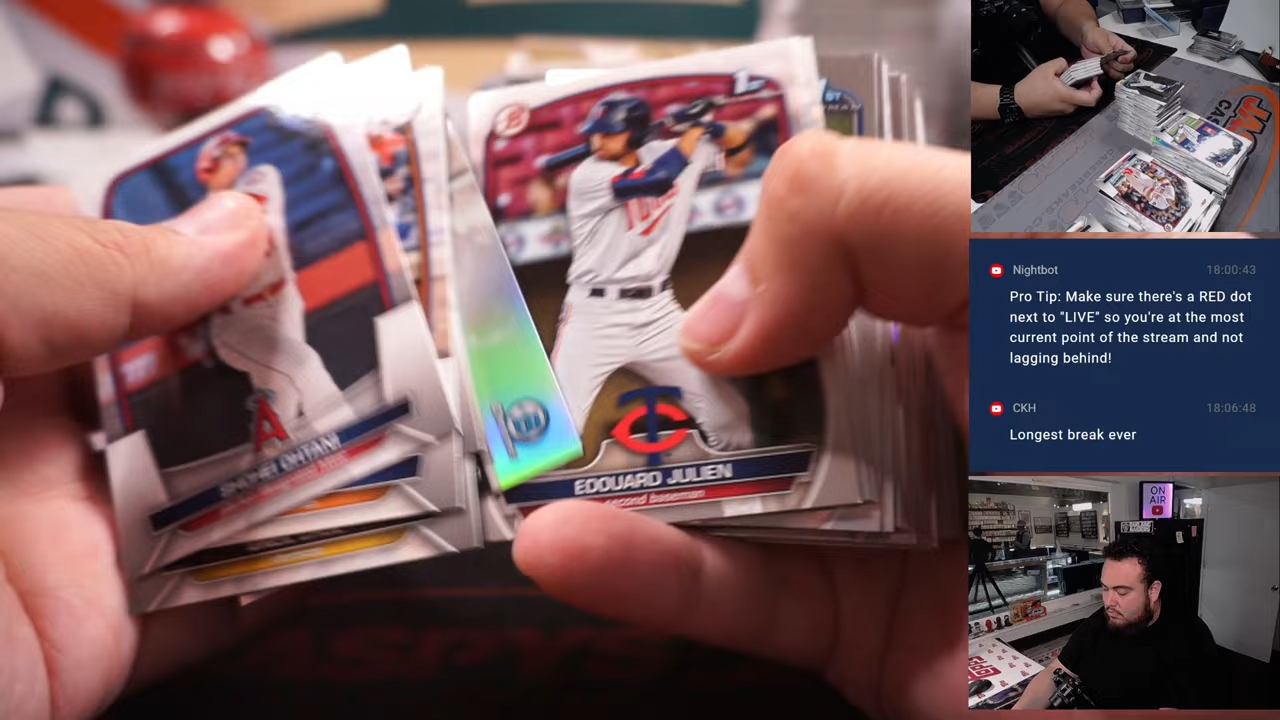 1st
B
SHOHEI OHTANI
A
TC
EDOUARD JULIEN
second baseman
Nightbot
18:00:43
Pro Tip: Make sure there's a RED dot
next to "LIVE" so you're at the most
current point of the stream and not
lagging behind!
CKH
18:06:48
Longest break ever
ON
AIR